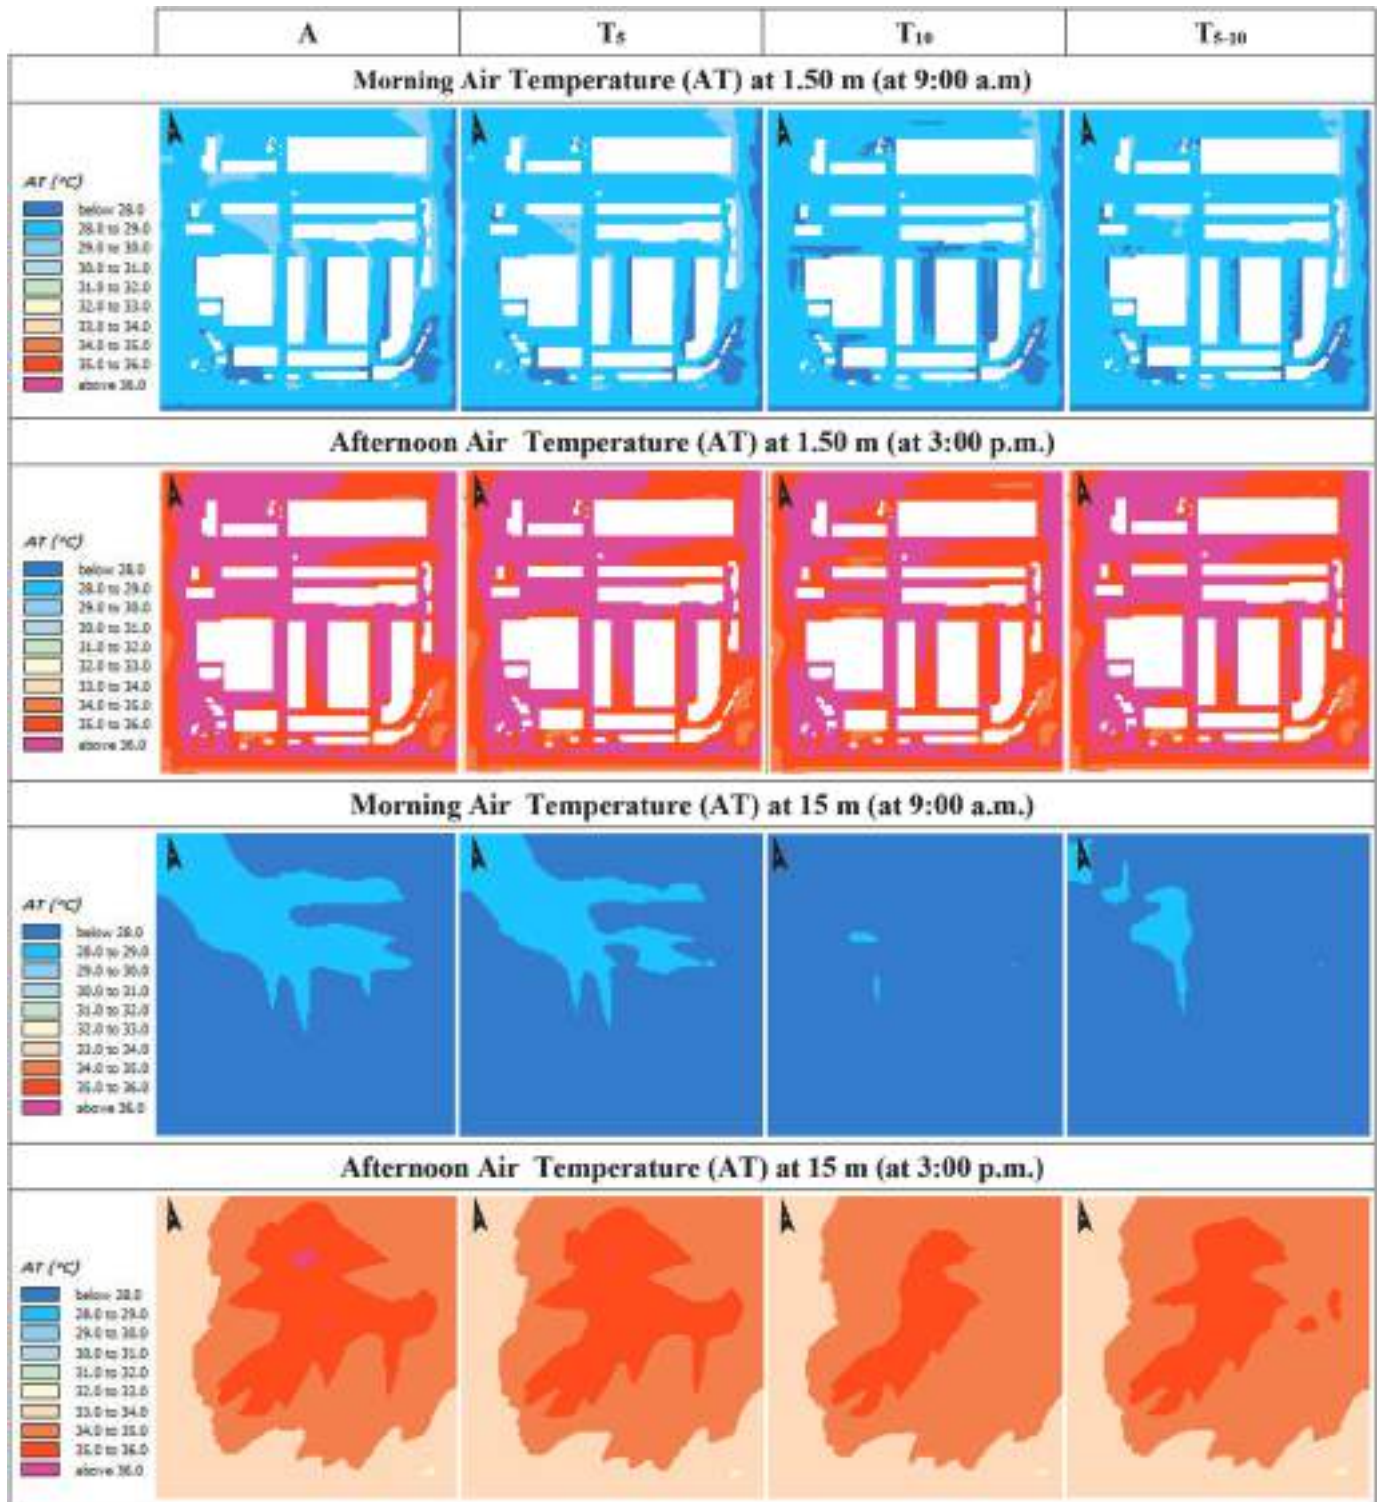 A T5 T10 T5-10
Morning Air Temperature (AT) at 1.50 m (at 9:00 a.m)
AT (°C)
below 28.0
28.0 to 29.0
29.0 to 30.0
30.0 to 31.0
31.0 to 32.0
32.0 to 33.0
33.0 to 34.0
34.0 to 35.0
35.0 to 36.0
above 36.0
Afternoon Air Temperature (AT) at 1.50 m (at 3:00 p.m.)
AT (°C)
below 28.0
28.0 to 29.0
29.0 to 30.0
30.0 to 31.0
31.0 to 32.0
32.0 to 33.0
33.0 to 34.0
34.0 to 35.0
35.0 to 36.0
above 36.0
Morning Air Temperature (AT) at 15 m (at 9:00 a.m.)
AT (°C)
below 28.0
28.0 to 29.0
29.0 to 30.0
30.0 to 31.0
31.0 to 32.0
32.0 to 33.0
33.0 to 34.0
34.0 to 35.0
35.0 to 36.0
above 36.0
Afternoon Air Temperature (AT) at 15 m (at 3:00 p.m.)
AT (°C)
below 28.0
28.0 to 29.0
29.0 to 30.0
30.0 to 31.0
31.0 to 32.0
32.0 to 33.0
33.0 to 34.0
34.0 to 35.0
35.0 to 36.0
above 36.0